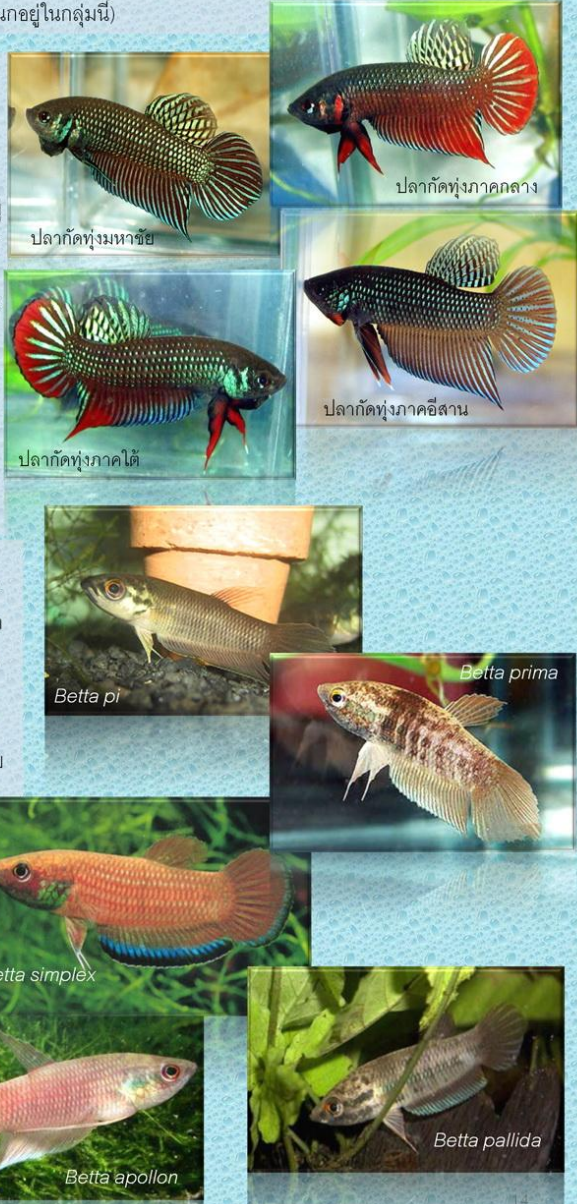 ปลากัดทุ่งภาคกลาง
ปลากัดทุ่งมหาชัย
ปลากัดทุ่งภาคอีสาน
ปลากัดทุ่งภาคใต้
Betta pi
Betta prima
etta simplex
Betta apollon
Betta pallida